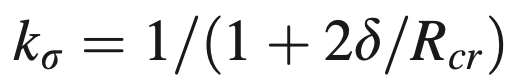 k_σ = 1/(1 + 2δ/R_cr)